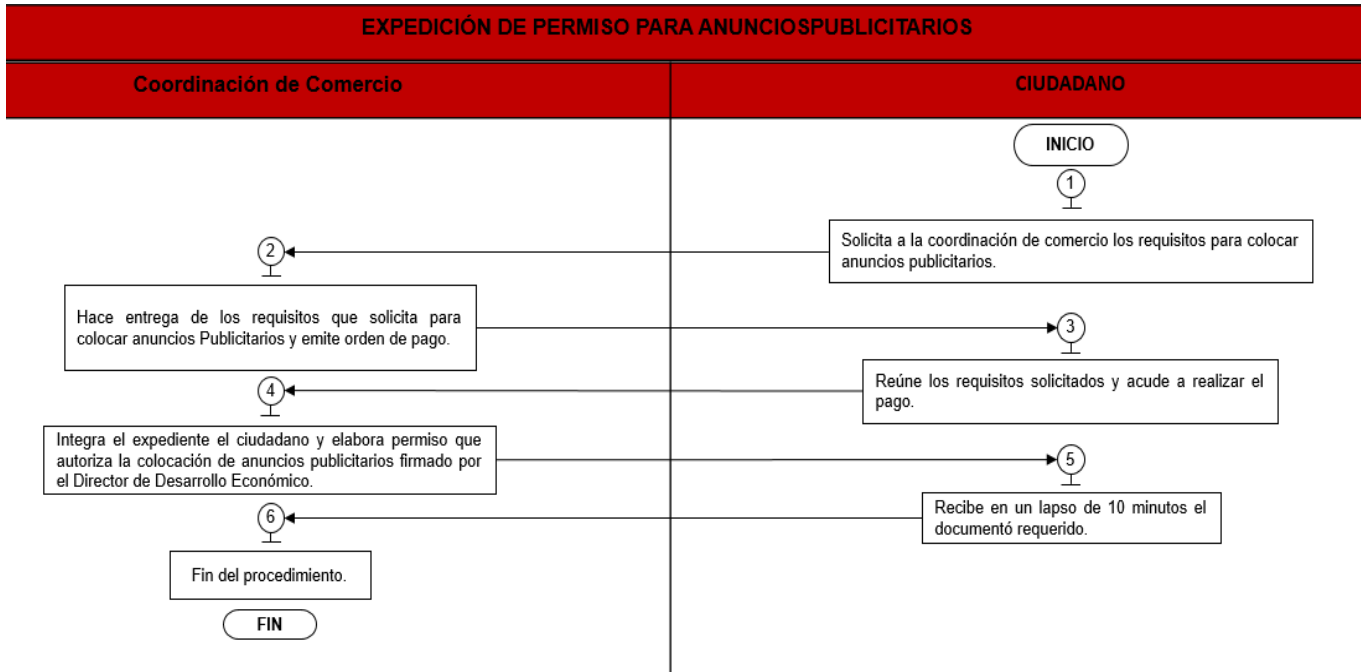 EXPEDICIÓN DE PERMISO PARA ANUNCIOSPUBLICITARIOS
Coordinación de Comercio
CIUDADANO
INICIO
1
Solicita a la coordinación de comercio los requisitos para colocar
anuncios publicitarios.
2
Hace entrega de los requisitos que solicita para
colocar anuncios Publicitarios y emite orden de pago.
3
Reúne los requisitos solicitados y acude a realizar el
pago.
4
Integra el expediente el ciudadano y elabora permiso que
autoriza la colocación de anuncios publicitarios firmado por
el Director de Desarrollo Económico.
5
Recibe en un lapso de 10 minutos el
documentó requerido.
6
Fin del procedimiento.
FIN